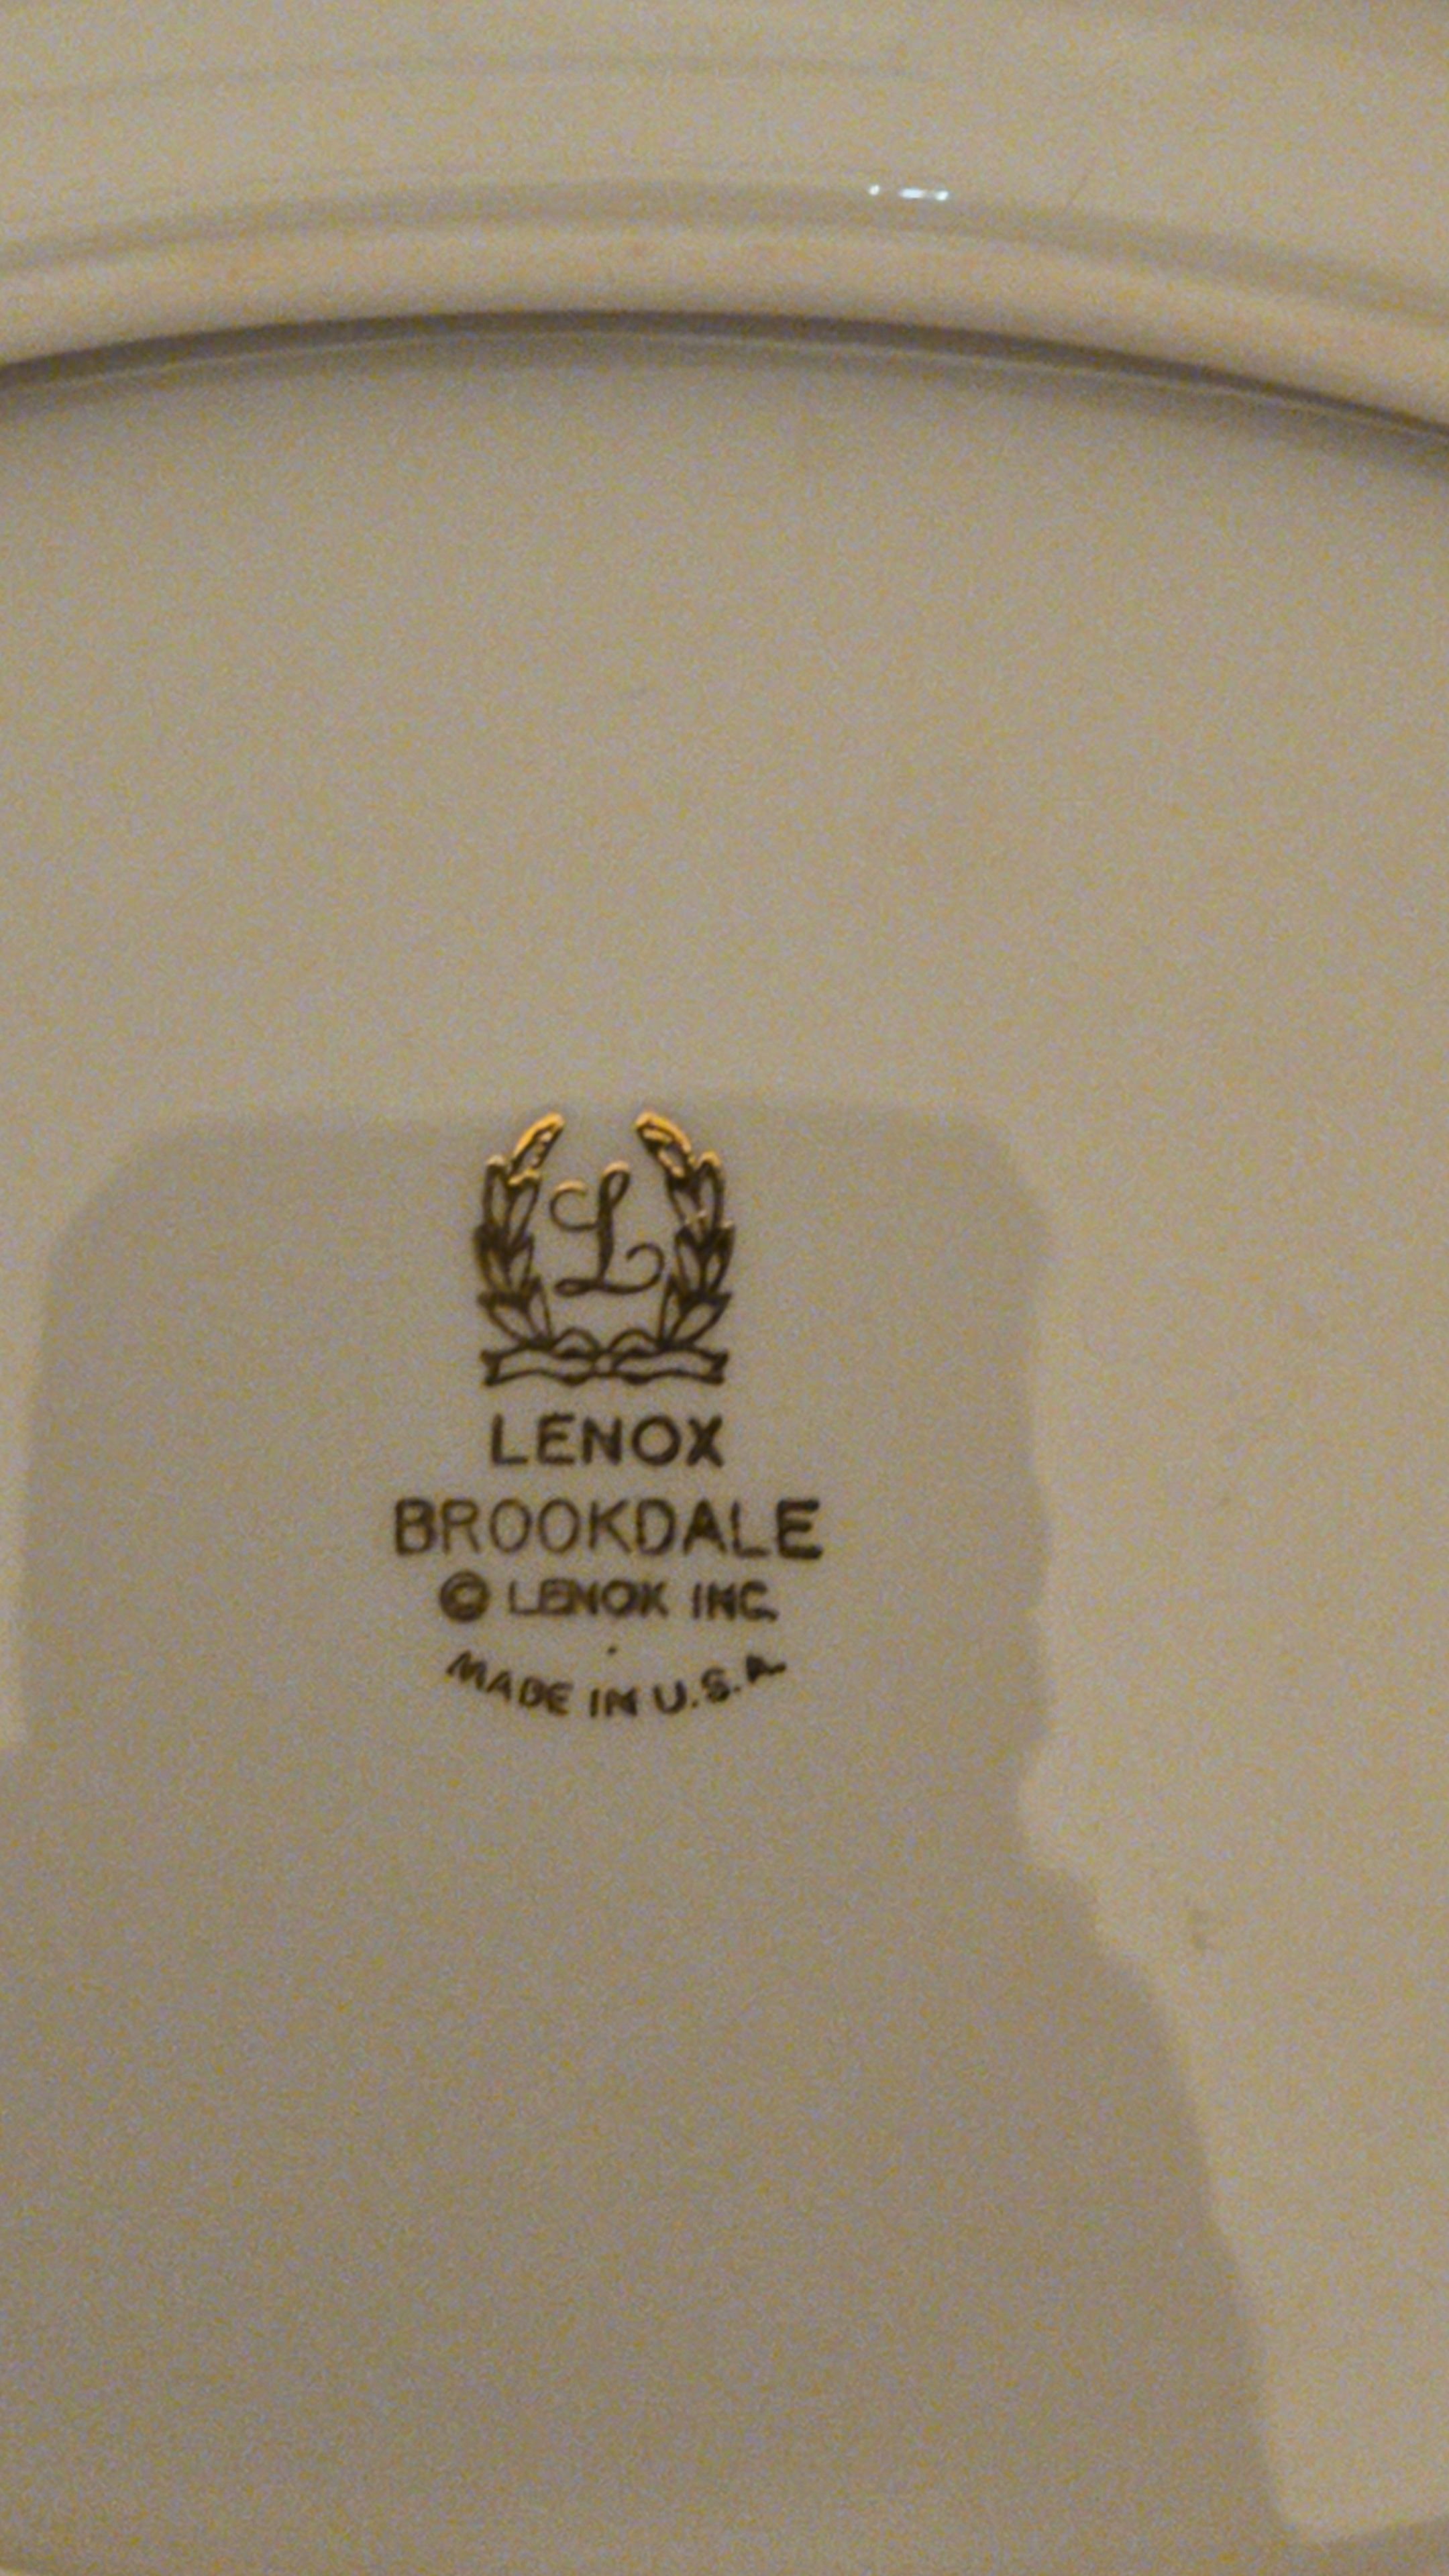 L
LENOX
BROOKDALE
© LENOX INC.
MADE IN U.S.A.